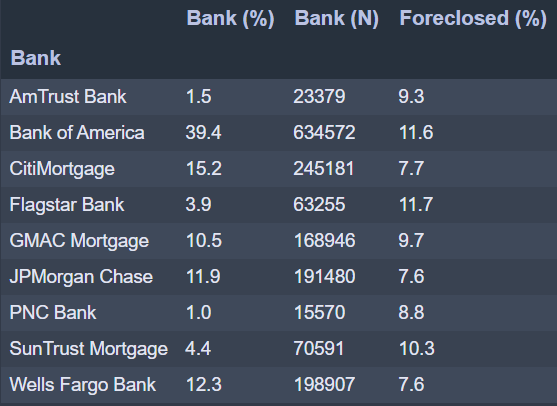 Bank (%) Bank (N) Foreclosed (%)
Bank
AmTrust Bank 1.5 23379 9.3
Bank of America 39.4 634572 11.6
CitiMortgage 15.2 245181 7.7
Flagstar Bank 3.9 63255 11.7
GMAC Mortgage 10.5 168946 9.7
JPMorgan Chase 11.9 191480 7.6
PNC Bank 1.0 15570 8.8
SunTrust Mortgage 4.4 70591 10.3
Wells Fargo Bank 12.3 198907 7.6